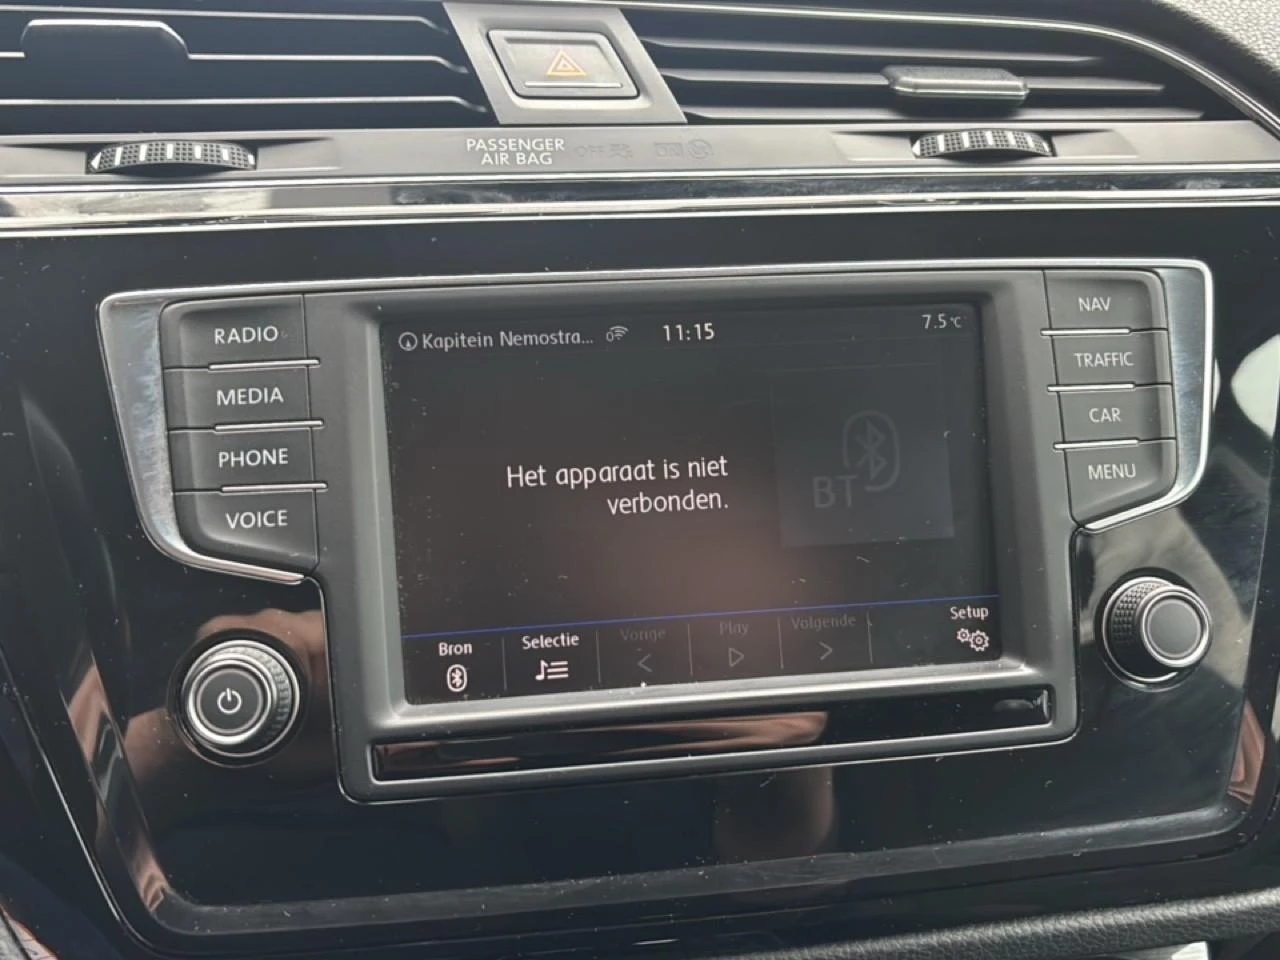 PASSENGER
AIR BAG OFF ON
RADIO
MEDIA
PHONE
VOICE
Kapitein Nemostra... 11:15 7.5°C
Het apparaat is niet
verbonden.
BT
Bron Selectie Vorige Play Volgende Setup
NAV
TRAFFIC
CAR
MENU